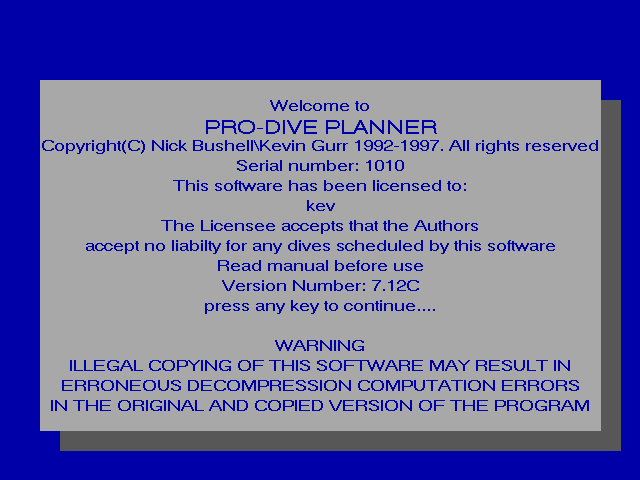 Welcome to
PRO-DIVE PLANNER
Copyright(C) Nick Bushell\Kevin Gurr 1992-1997. All rights reserved
Serial number: 1010
This software has been licensed to:
kev
The Licensee accepts that the Authors
accept no liabilty for any dives scheduled by this software
Read manual before use
Version Number: 7.12C
press any key to continue....
WARNING
ILLEGAL COPYING OF THIS SOFTWARE MAY RESULT IN
ERRONEOUS DECOMPRESSION COMPUTATION ERRORS
IN THE ORIGINAL AND COPIED VERSION OF THE PROGRAM